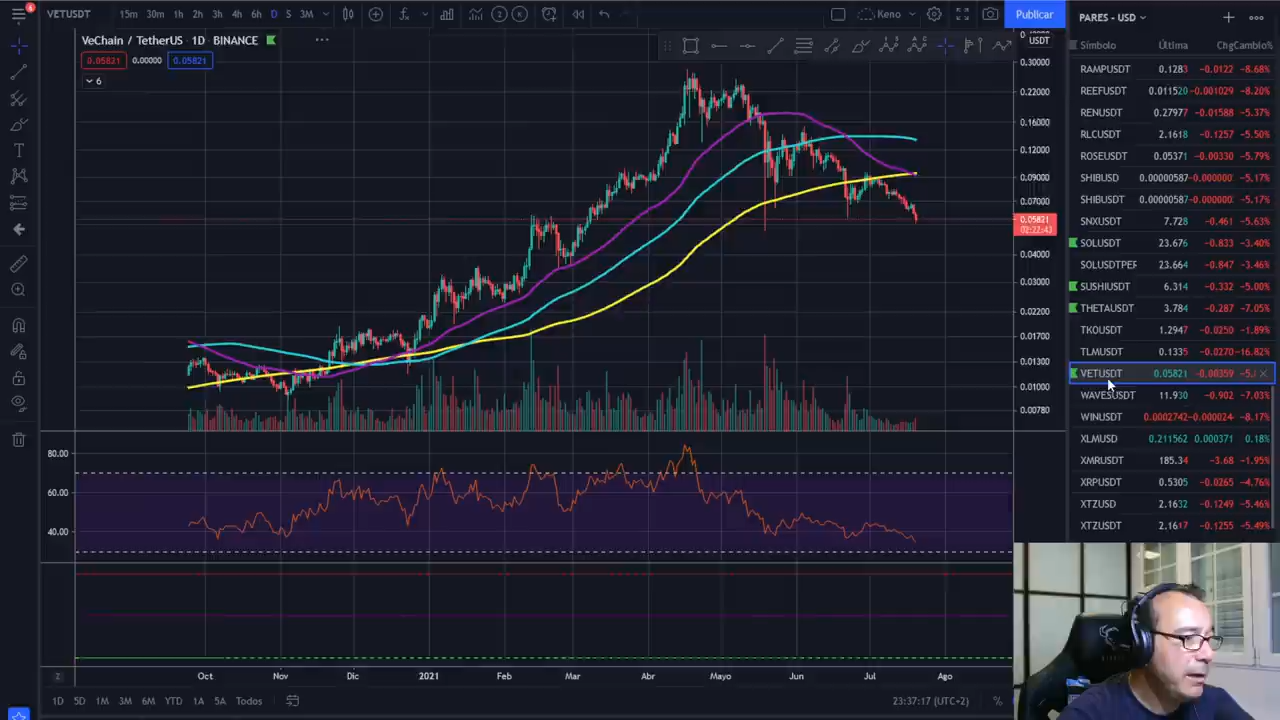 6
VETUSDT
15m 30m 1h 2h 3h 4h 6h D S 3M
Keno
Publicar
PARES - USD
VeChain / TetherUS 1D BINANCE
0.05821 0.00000 0.05821
6
USDT
0.30000
0.22000
0.16000
0.12000
0.09000
0.07000
0.05821
02:22:43
0.04000
0.03000
0.02200
0.01700
0.01300
0.01000
0.00780
80.00
60.00
40.00
Oct Nov Dic 2021 Feb Mar Abr Mayo Jun Jul Ago
1D 5D 1M 3M 6M YTD 1A 5A Todos
23:37:17 (UTC+2)
%
Símbolo Última Chg Cambio%
RAMPUSDT 0.1283 -0.0122 -8.68%
REEFUSDT 0.011520 -0.001029 -8.20%
RENUSDT 0.27977 -0.01588 -5.37%
RLCUSDT 2.1618 -0.1257 -5.50%
ROSEUSDT 0.05371 -0.00330 -5.79%
SHIBUSD 0.00000587 -0.000000 -5.17%
SHIBUSDT 0.00000587 -0.000000 -5.17%
SNXUSDT 7.728 -0.461 -5.63%
SOLUSDT 23.676 -0.833 -3.40%
SOLUSDTPER 23.664 -0.847 -3.46%
SUSHIUSDT 6.314 -0.332 -5.00%
THETAUSDT 3.784 -0.287 -7.05%
TKOUSDT 1.2947 -0.0250 -1.89%
TLMUSDT 0.1335 -0.0270 -16.82%
VETUSDT 0.05821 -0.00359
WAVESUSDT 11.930 -0.902 -7.03%
WINUSDT 0.0002742 -0.000024 -8.17%
XLMUSD 0.211562 0.000371 0.18%
XMRUSDT 185.34 -3.68 -1.95%
XRPUSDT 0.5305 -0.0265 -4.76%
XTZUSD 2.1632 -0.1249 -5.46%
XTZUSDT 2.1617 -0.1255 -5.49%